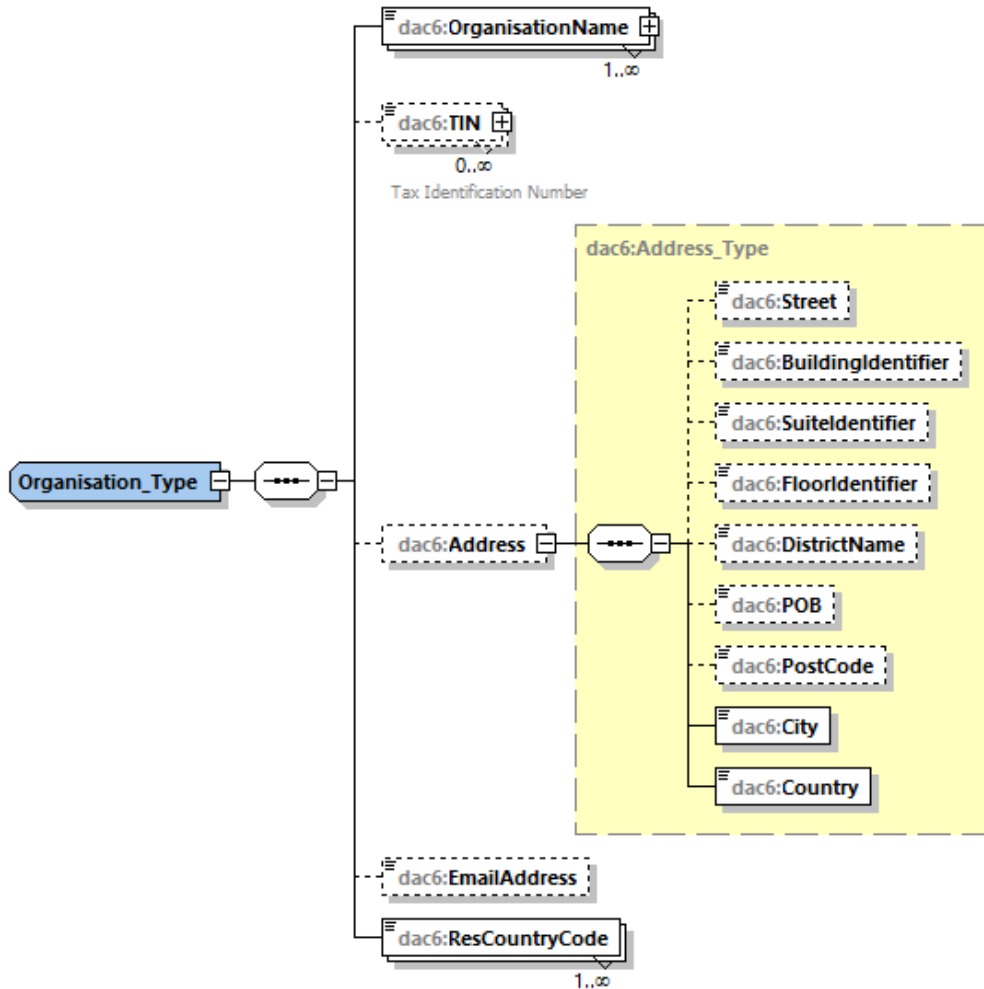 dac6:OrganisationName
1..∞
dac6:TIN
0..∞
Tax Identification Number
dac6:Address_Type
dac6:Street
dac6:BuildingIdentifier
dac6:SuiteIdentifier
dac6:FloorIdentifier
Organisation_Type
dac6:Address
dac6:DistrictName
dac6:POB
dac6:PostCode
dac6:City
dac6:Country
dac6:EmailAddress
dac6:ResCountryCode
1..∞